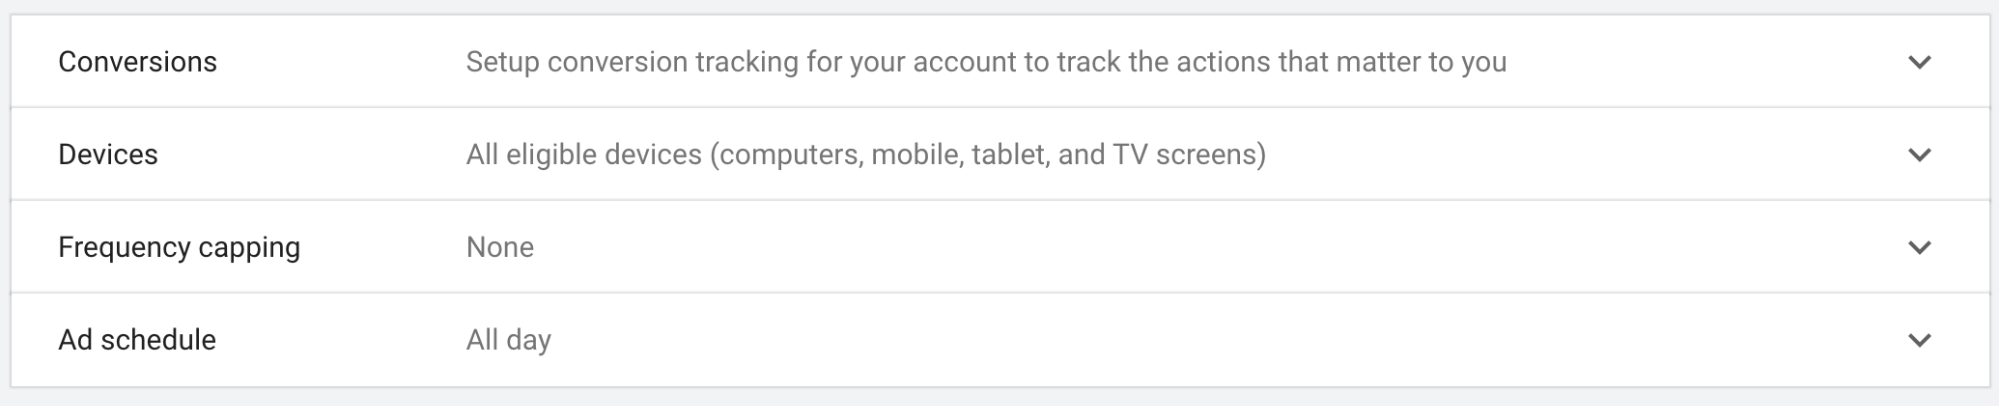 Conversions Setup conversion tracking for your account to track the actions that matter to you
Devices All eligible devices (computers, mobile, tablet, and TV screens)
Frequency capping None
Ad schedule All day